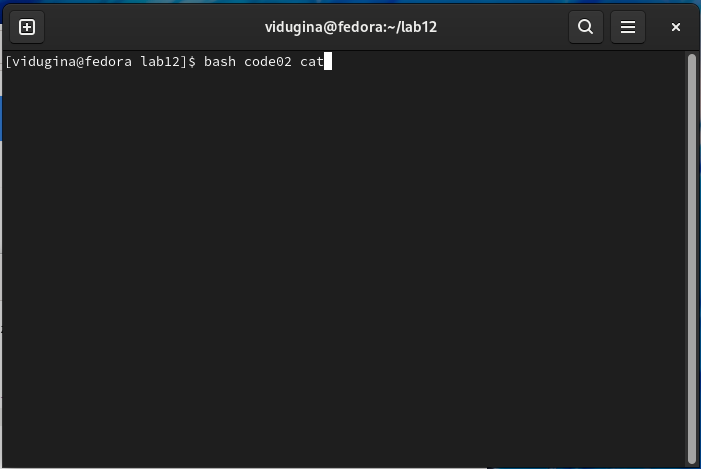 vidugina@fedora:~/lab12
[vidugina@fedora lab12]$ bash code02 cat